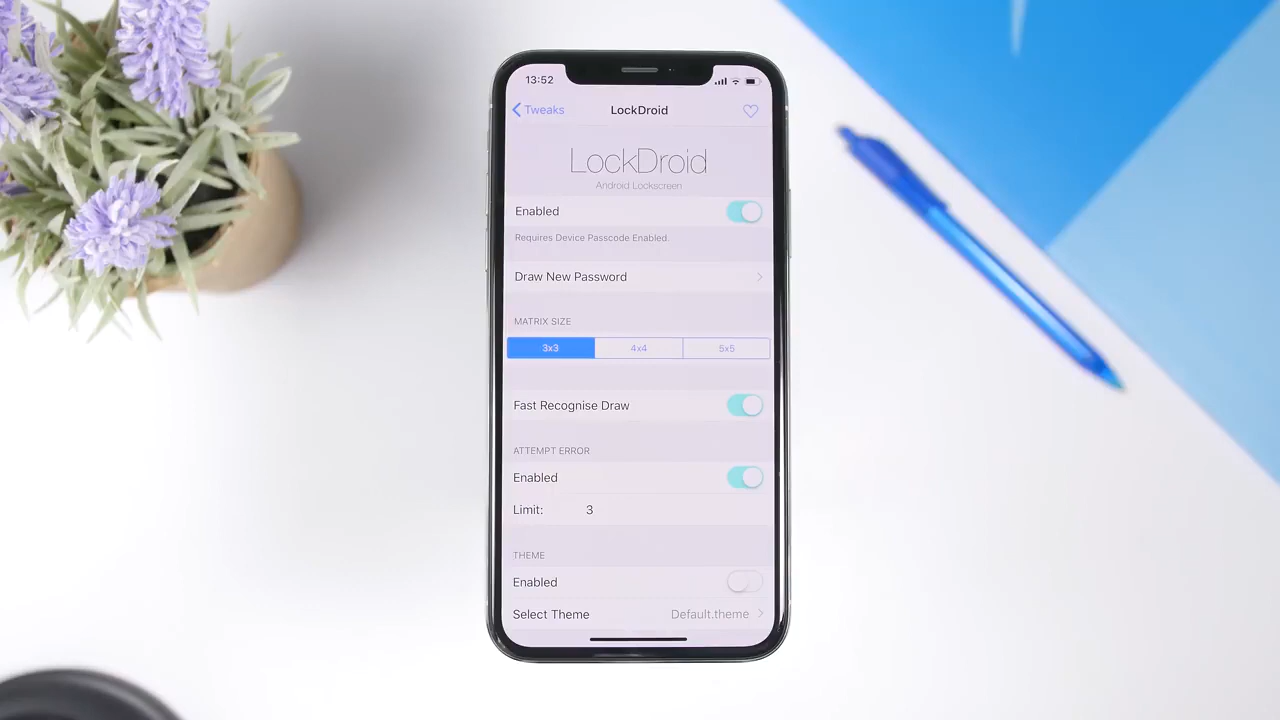 13:52
Tweaks
LockDroid
LockDroid
Android Lockscreen
Enabled
Requires Device Passcode Enabled.
Draw New Password
MATRIX SIZE
3x3 4x4 5x5
Fast Recognise Draw
ATTEMPT ERROR
Enabled
Limit: 3
THEME
Enabled
Select Theme Default.theme